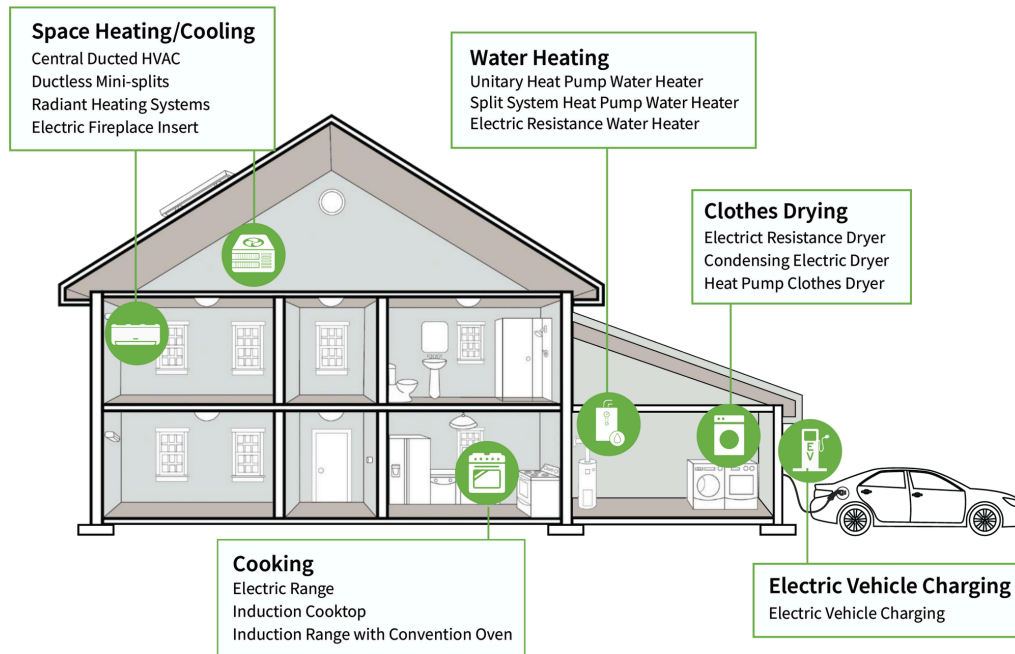 Space Heating/Cooling
Central Ducted HVAC
Ductless Mini-splits
Radiant Heating Systems
Electric Fireplace Insert
Water Heating
Unitary Heat Pump Water Heater
Split System Heat Pump Water Heater
Electric Resistance Water Heater
Clothes Drying
Electrict Resistance Dryer
Condensing Electric Dryer
Heat Pump Clothes Dryer
EV
Cooking
Electric Range
Induction Cooktop
Induction Range with Convention Oven
Electric Vehicle Charging
Electric Vehicle Charging